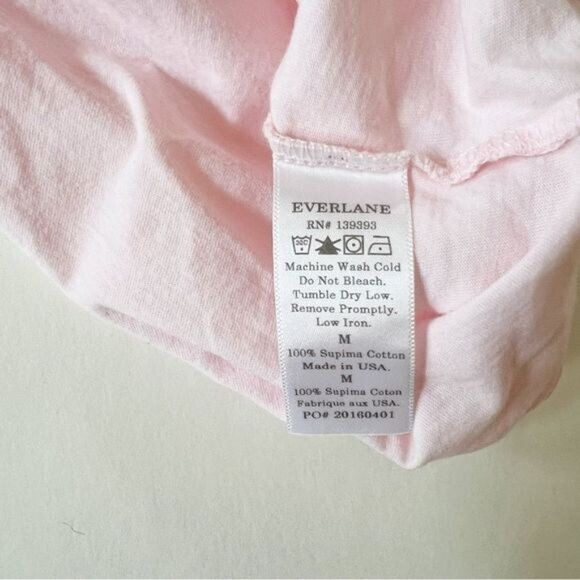 EVERLANE
RN# 139393
30C
Machine Wash Cold
Do Not Bleach.
Tumble Dry Low.
Remove Promptly.
Low Iron.
M
100% Supima Cotton
Made in USA.
M
100% Supima Coton
Fabrique aux USA.
PO# 20160401